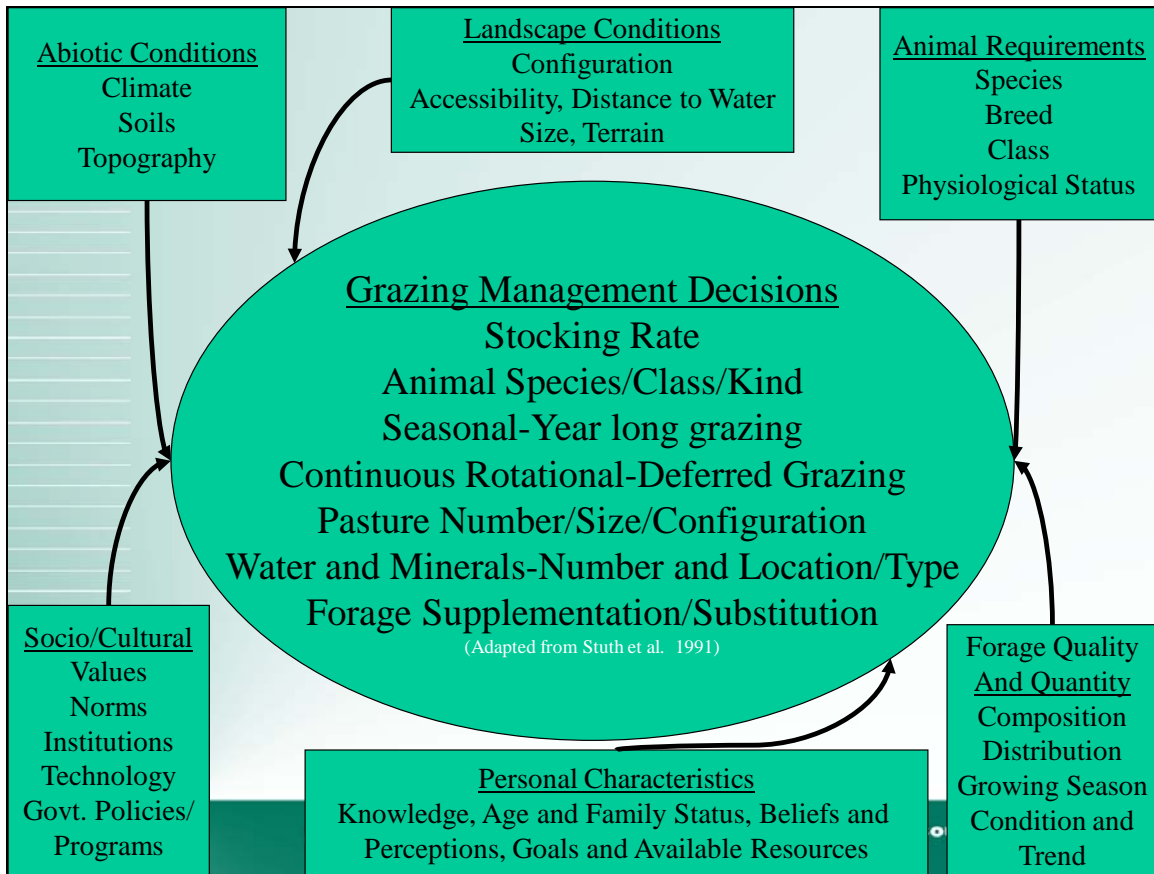 Abiotic Conditions
Climate
Soils
Topography
Landscape Conditions
Configuration
Accessibility, Distance to Water
Size, Terrain
Animal Requirements
Species
Breed
Class
Physiological Status
Grazing Management Decisions
Stocking Rate
Animal Species/Class/Kind
Seasonal-Year long grazing
Continuous Rotational-Deferred Grazing
Pasture Number/Size/Configuration
Water and Minerals-Number and Location/Type
Forage Supplementation/Substitution
(Adapted from Stuth et al. 1991)
Socio/Cultural
Values
Norms
Institutions
Technology
Govt. Policies/
Programs
Personal Characteristics
Knowledge, Age and Family Status, Beliefs and
Perceptions, Goals and Available Resources
Forage Quality
And Quantity
Composition
Distribution
Growing Season
Condition and
Trend